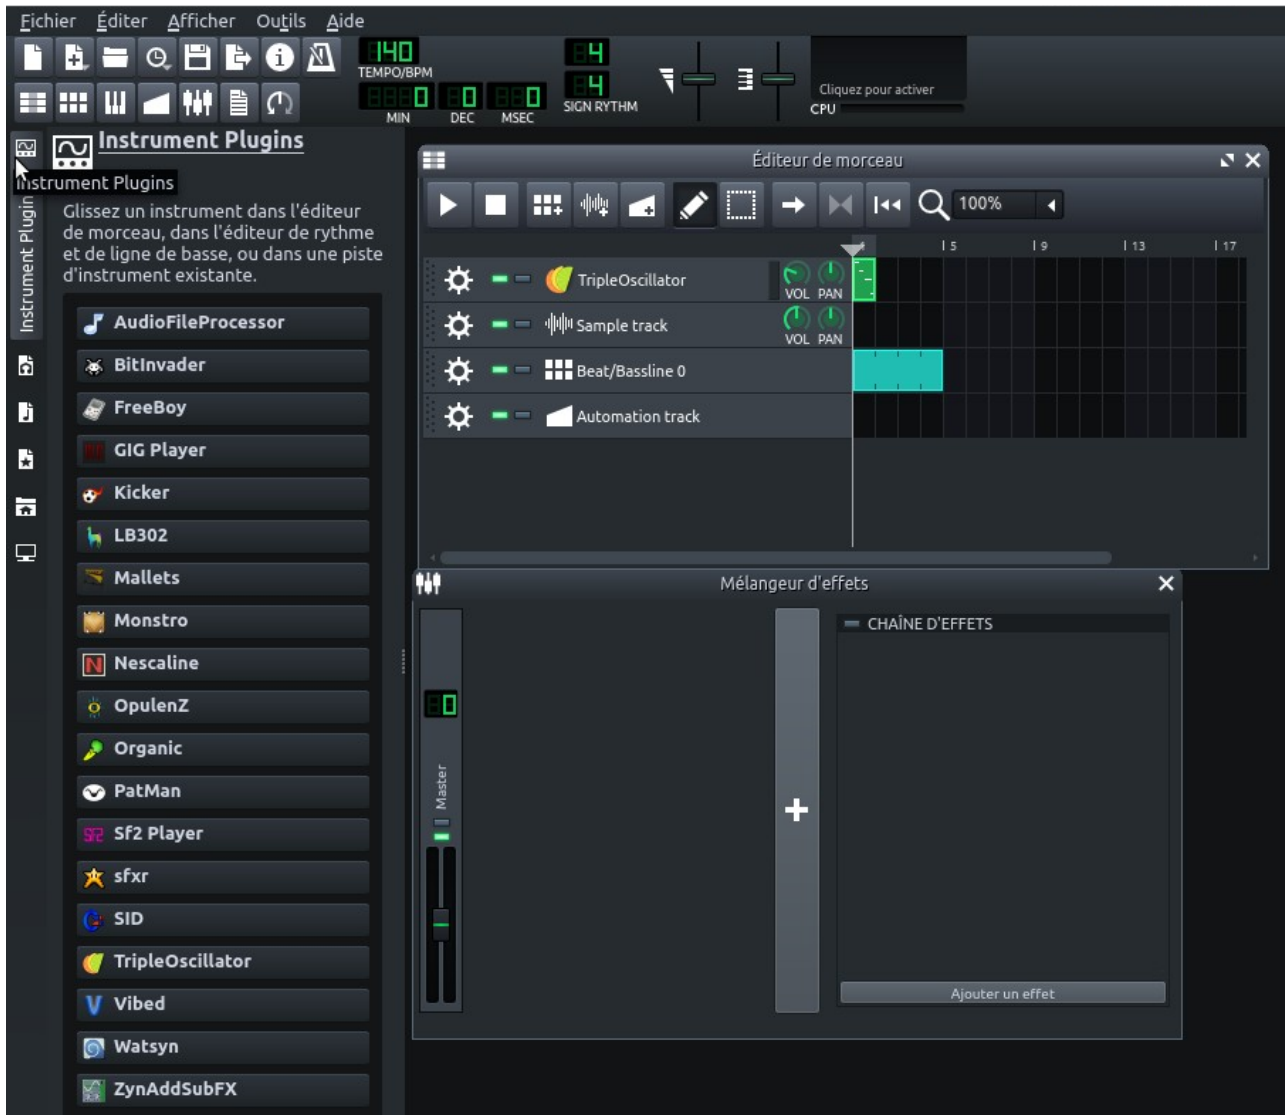 Fichier Éditer Afficher Outils Aide
140
TEMPO/BPM
4
4
SIGN RYTHM
0 0 0
MIN DEC MSEC
Cliquez pour activer
CPU
Instrument Plugins
Instrument Plugins
Instrument Plugin
Glissez un instrument dans l'éditeur
de morceau, dans l'éditeur de rythme
et de ligne de basse, ou dans une piste
d'instrument existante.
AudioFileProcessor
BitInvader
FreeBoy
GIG Player
Kicker
LB302
Mallets
Monstro
Nescaline
OpulenZ
Organic
PatMan
Sf2 Player
sfxr
SID
TripleOscillator
Vibed
Watsyn
ZynAddSubFX
Éditeur de morceau
100%
5 9 13 17
TripleOscillator
VOL PAN
Sample track
VOL PAN
Beat/Bassline 0
Automation track
Mélangeur d'effets
0
Master
CHAÎNE D'EFFETS
Ajouter un effet